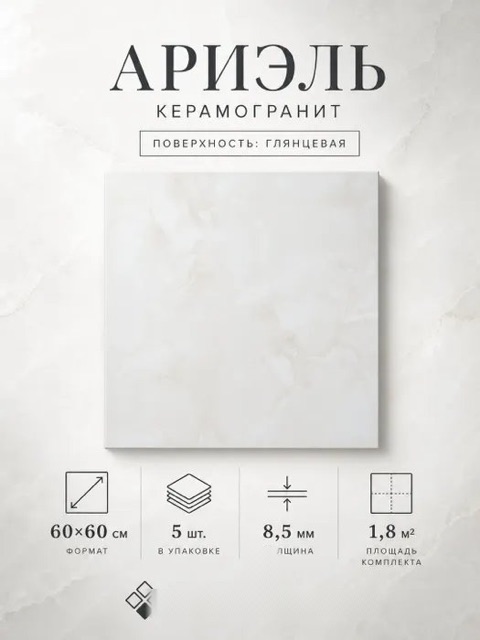 АРИЭЛЬ
КЕРАМОГРАНИТ
ПОВЕРХНОСТЬ: ГЛЯНЦЕВАЯ
60×60 см
ФОРМАТ
5 шт.
В УПАКОВКЕ
8,5 мм
ЛЩИНА
1,8 м²
ПЛОЩАДЬ
КОМПЛЕКТА